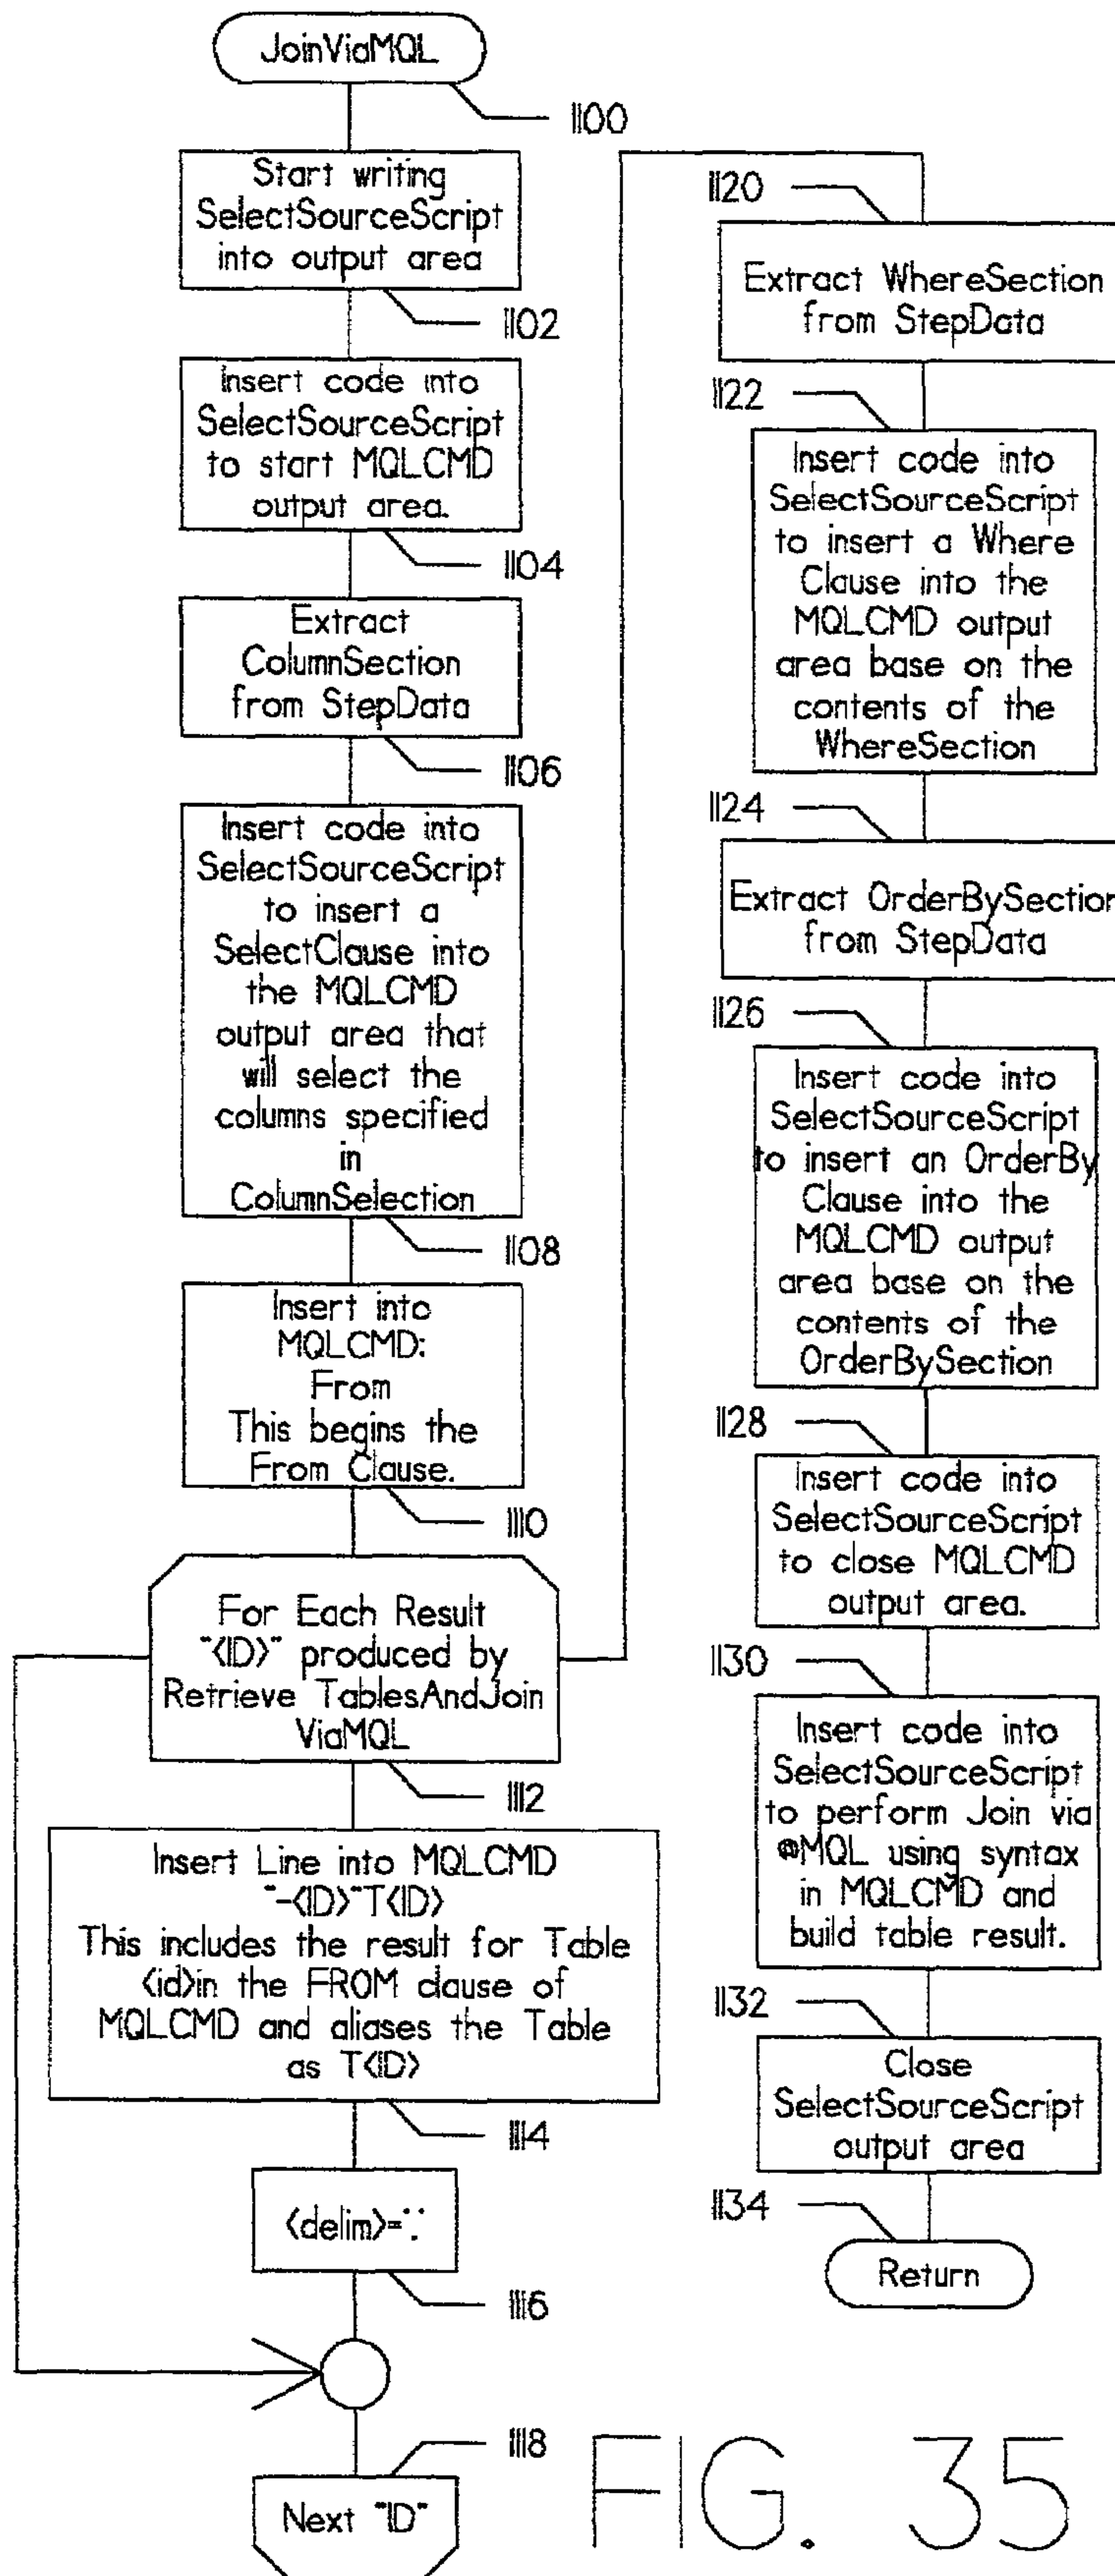 JoinViaMQL
1100
Start writing
SelectSourceScript
into output area
1102
Insert code into
SelectSourceScript
to start MQLCMD
output area.
1104
Extract
ColumnSection
from StepData
1106
Insert code into
SelectSourceScript
to insert a
SelectClause into
the MQLCMD
output area that
will select the
columns specified
in
ColumnSelection
1108
Insert into
MQLCMD:
From
This begins the
From Clause.
1110
For Each Result
"<ID>" produced by
Retrieve TablesAndJoin
ViaMQL
1112
Insert Line into MQLCMD
"-<ID>"T<ID>
This includes the result for Table
<id>in the FROM clause of
MQLCMD and aliases the Table
as T<ID>
1114
<delim>=","
1116
1118
Next "ID"
1120
Extract WhereSection
from StepData
1122
Insert code into
SelectSourceScript
to insert a Where
Clause into the
MQLCMD output
area base on the
contents of the
WhereSection
1124
Extract OrderBySection
from StepData
1126
Insert code into
SelectSourceScript
to insert an OrderBy
Clause into the
MQLCMD output
area base on the
contents of the
OrderBySection
1128
Insert code into
SelectSourceScript
to close MQLCMD
output area.
1130
Insert code into
SelectSourceScript
to perform Join via
@MQL using syntax
in MQLCMD and
build table result.
1132
Close
SelectSourceScript
output area
1134
Return
FIG. 35